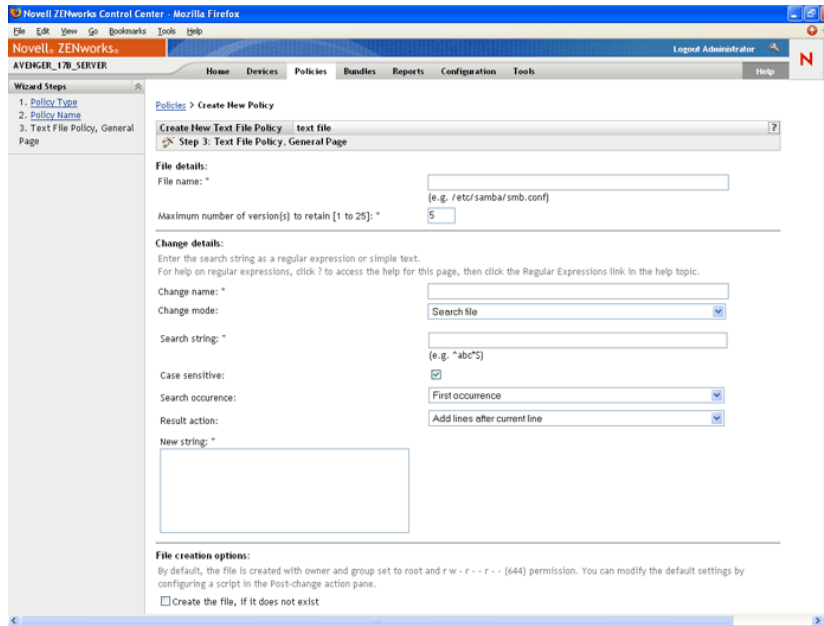 Novell ZENworks Control Center - Mozilla Firefox
File Edit View Go Bookmarks Tools Help
Novell® ZENworks®
Logout Administrator
N
AVENGER_17B_SERVER
Home Devices Policies Bundles Reports Configuration Tools Help
Wizard Steps
1. Policy Type
2. Policy Name
3. Text File Policy, General
Page
Policies > Create New Policy
Create New Text File Policy text file ?
Step 3: Text File Policy, General Page
File details:
File name: *
(e.g. /etc/samba/smb.conf)
Maximum number of version(s) to retain [1 to 25]: * 5
Change details:
Enter the search string as a regular expression or simple text.
For help on regular expressions, click ? to access the help for this page, then click the Regular Expressions link in the help topic.
Change name: *
Change mode: Search file
Search string: *
(e.g. ^abc*$)
Case sensitive:
Search occurence: First occurrence
Result action: Add lines after current line
New string: *
File creation options:
By default, the file is created with owner and group set to root and r w - r - - r - - (644) permission. You can modify the default settings by
configuring a script in the Post-change action pane.
Create the file, if it does not exist